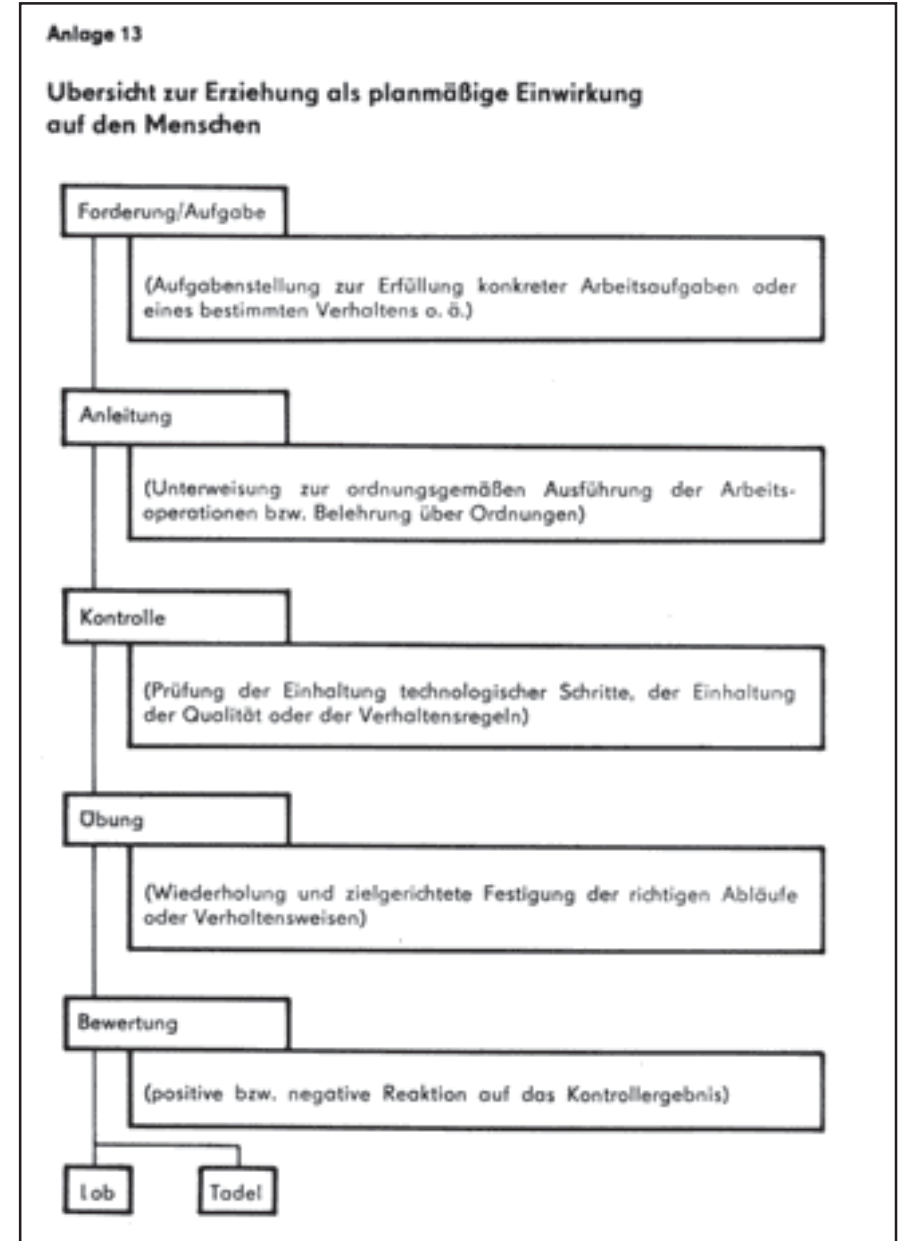 Anlage 13
Ubersicht zur Erziehung als planmäßige Einwirkung
auf den Menschen
Forderung/Aufgabe
(Aufgabenstellung zur Erfüllung konkreter Arbeitsaufgaben oder
eines bestimmten Verhaltens o. ä.)
Anleitung
(Unterweisung zur ordnungsgemäßen Ausführung der Arbeits-
operationen bzw. Belehrung über Ordnungen)
Kontrolle
(Prüfung der Einhaltung technologischer Schritte, der Einhaltung
der Qualität oder der Verhaltensregeln)
Übung
(Wiederholung und zielgerichtete Festigung der richtigen Abläufe
oder Verhaltensweisen)
Bewertung
(positive bzw. negative Reaktion auf das Kontrollergebnis)
Lob
Tadel